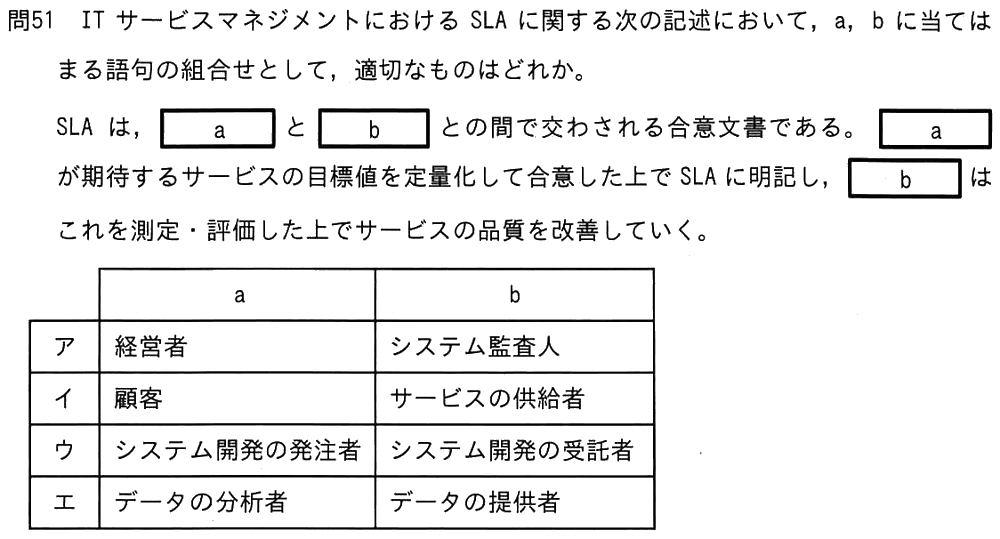 問51 IT サービスマネジメントにおける SLA に関する次の記述において，a，b に当ては
まる語句の組合せとして，適切なものはどれか。
SLA は， a と b との間で交わされる合意文書である。 a
が期待するサービスの目標値を定量化して合意した上で SLA に明記し， b は
これを測定・評価した上でサービスの品質を改善していく。
a b
ア 経営者 システム監査人
イ 顧客 サービスの供給者
ウ システム開発の発注者 システム開発の受託者
エ データの分析者 データの提供者